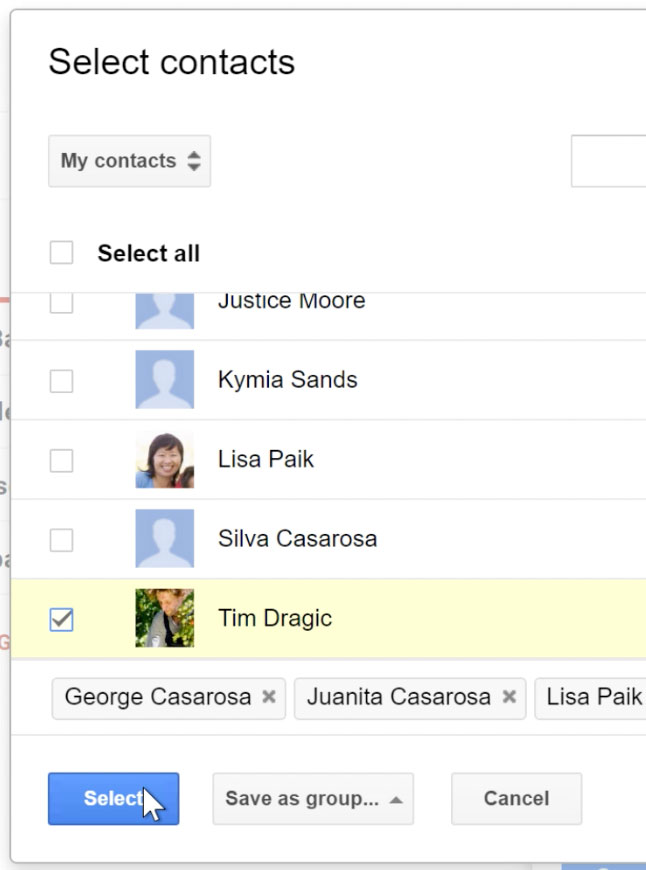 Select contacts
My contacts
Select all
Justice Moore
Kymia Sands
Lisa Paik
Silva Casarosa
Tim Dragic
George Casarosa × Juanita Casarosa × Lisa Paik
Select Save as group... Cancel